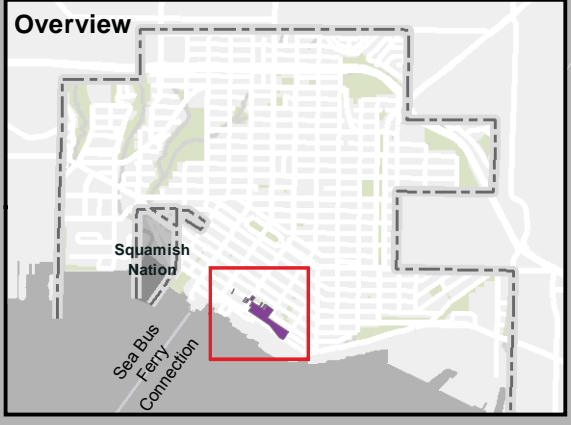 Overview
Squamish
Nation
Sea Bus
Ferry
Connection